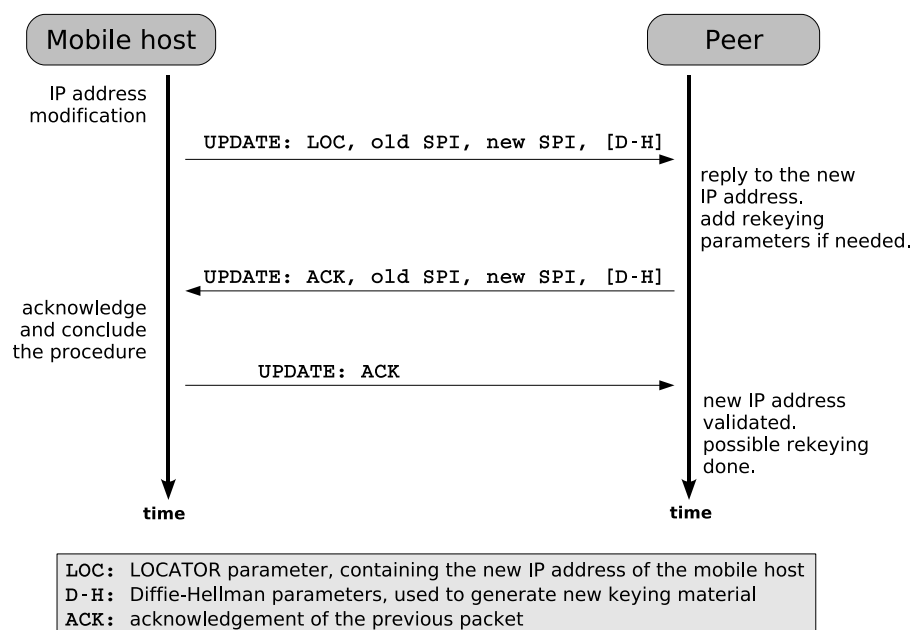 Mobile host
Peer
IP address
modification
UPDATE: LOC, old SPI, new SPI, [D-H]
reply to the new
IP address.
add rekeying
parameters if needed.
UPDATE: ACK, old SPI, new SPI, [D-H]
acknowledge
and conclude
the procedure
UPDATE: ACK
new IP address
validated.
possible rekeying
done.
time
time
LOC: LOCATOR parameter, containing the new IP address of the mobile host
D-H: Diffie-Hellman parameters, used to generate new keying material
ACK: acknowledgement of the previous packet